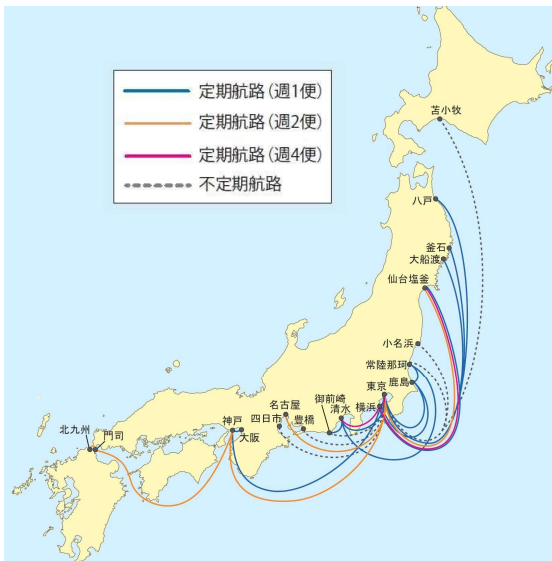 定期航路(週1便)
定期航路(週2便)
定期航路(週4便)
不定期航路
苫小牧
八戸
釜石
大船渡
仙台塩釜
小名浜
常陸那珂
東京
鹿島
横浜
御前崎
清水
名古屋
四日市
豊橋
神戸
大阪
北九州
門司